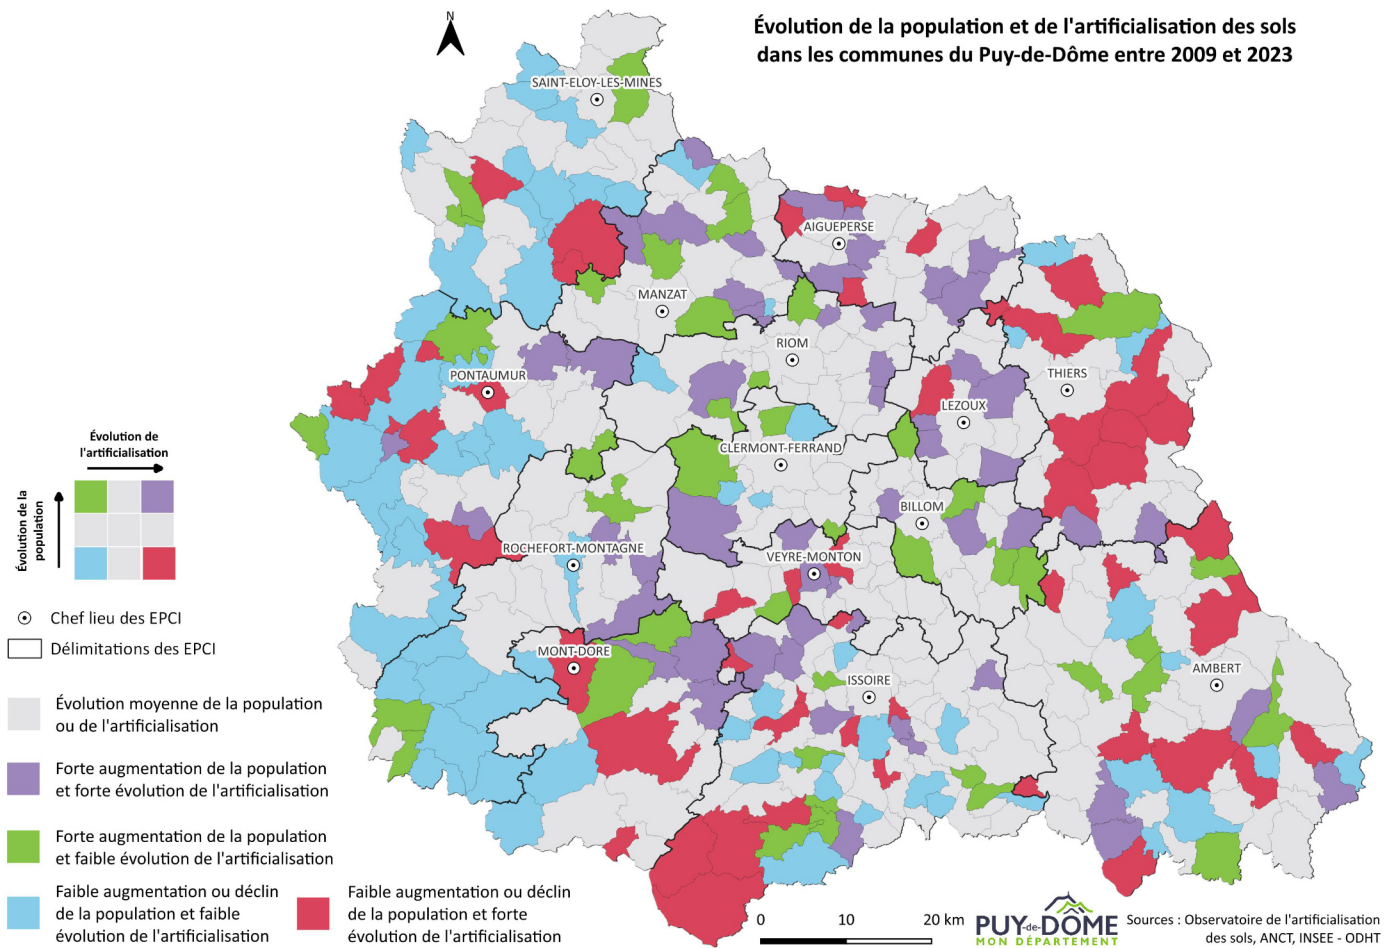 Évolution de la population et de l'artificialisation des sols
dans les communes du Puy-de-Dôme entre 2009 et 2023
N
SAINT-ELOY-LES-MINES
AIGUEPERSE
MANZAT
RIOM
PONTAUMUR
THIERS
LEZOUX
CLERMONT-FERRAND
BILLOM
ROCHEFORT-MONTAGNE
VEYRE-MONTON
MONT-DORE
ISSOIRE
AMBERT
Évolution de
l'artificialisation
Évolution de la
population
Chef lieu des EPCI
Délimitations des EPCI
Évolution moyenne de la population
ou de l'artificialisation
Forte augmentation de la population
et forte évolution de l'artificialisation
Forte augmentation de la population
et faible évolution de l'artificialisation
Faible augmentation ou déclin
de la population et faible
évolution de l'artificialisation
Faible augmentation ou déclin
de la population et forte
évolution de l'artificialisation
0 10 20 km
PUY-de-DÔME
MON DÉPARTEMENT
Sources : Observatoire de l'artificialisation
des sols, ANCT, INSEE - ODHT